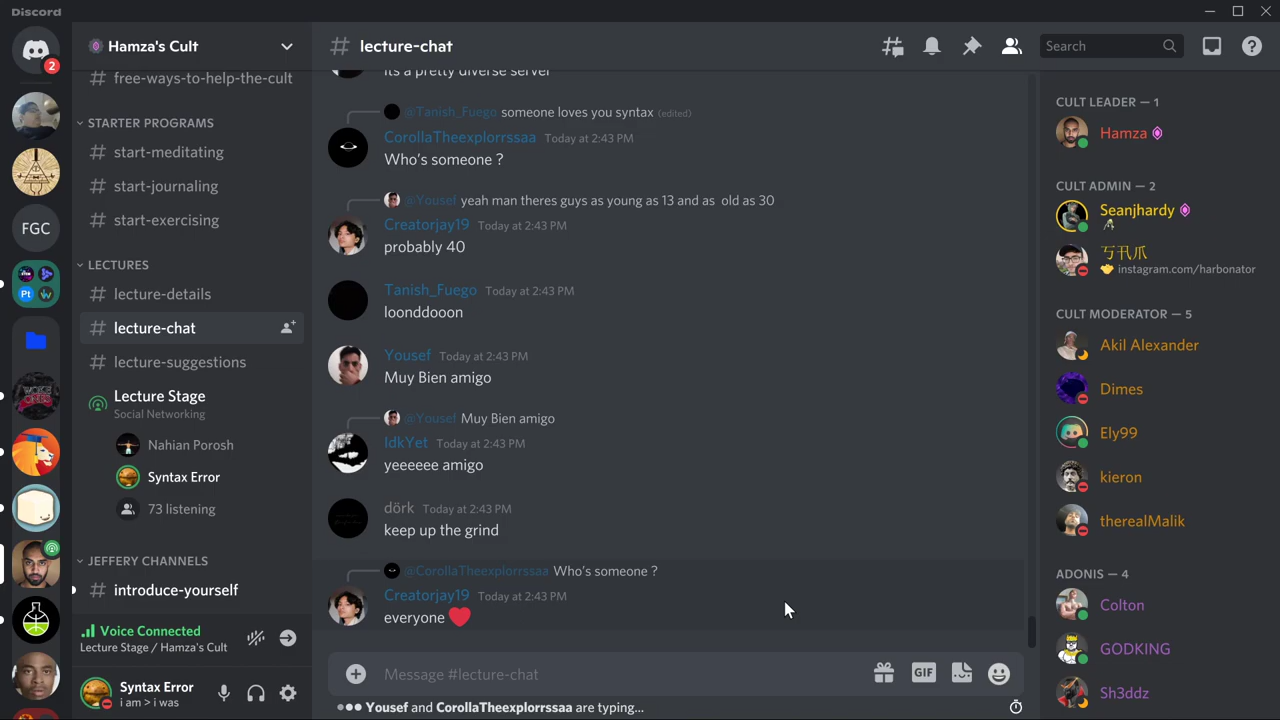 Discord
2
FGC
Pt
Hamza's Cult
# free-ways-to-help-the-cult
STARTER PROGRAMS
# start-meditating
# start-journaling
# start-exercising
LECTURES
# lecture-details
# lecture-chat
# lecture-suggestions
Lecture Stage
Social Networking
Nahian Porosh
Syntax Error
73 listening
JEFFERY CHANNELS
# introduce-yourself
Voice Connected
Lecture Stage / Hamza's Cult
Syntax Error
i am > i was
# lecture-chat
Search
its a pretty diverse server
@Tanish_Fuego someone loves you syntax (edited)
CorollaTheexplorrssaa Today at 2:43 PM
Who's someone ?
@Yousef yeah man theres guys as young as 13 and as old as 30
Creatorjay19 Today at 2:43 PM
probably 40
Tanish_Fuego Today at 2:43 PM
loonddooon
Yousef Today at 2:43 PM
Muy Bien amigo
@Yousef Muy Bien amigo
IdkYet Today at 2:43 PM
yeeeeee amigo
dörk Today at 2:43 PM
keep up the grind
@CorollaTheexplorrssaa Who's someone ?
Creatorjay19 Today at 2:43 PM
everyone ❤️
Message #lecture-chat
GIF
Yousef and CorollaTheexplorrssaa are typing...
CULT LEADER — 1
Hamza
CULT ADMIN — 2
Seanjhardy
instagram.com/harbonator
CULT MODERATOR — 5
Akil Alexander
Dimes
Ely99
kieron
therealMalik
ADONIS — 4
Colton
GODKING
Sh3ddz